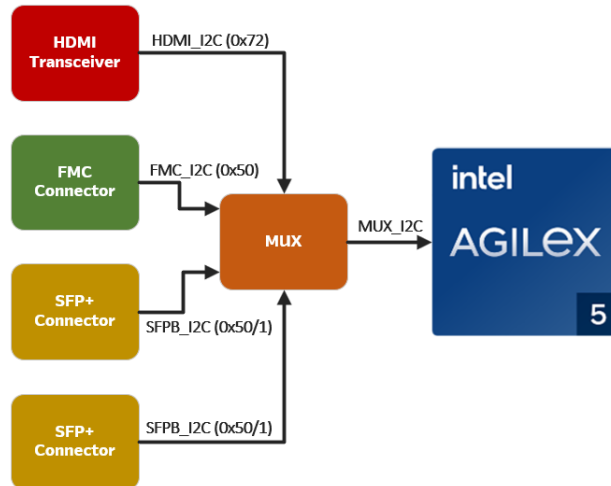 HDMI
Transceiver
HDMI_I2C (0x72)
FMC
Connector
FMC_I2C (0x50)
MUX
MUX_I2C
intel
AGILEX
5
SFP+
Connector
SFPB_I2C (0x50/1)
SFP+
Connector
SFPB_I2C (0x50/1)